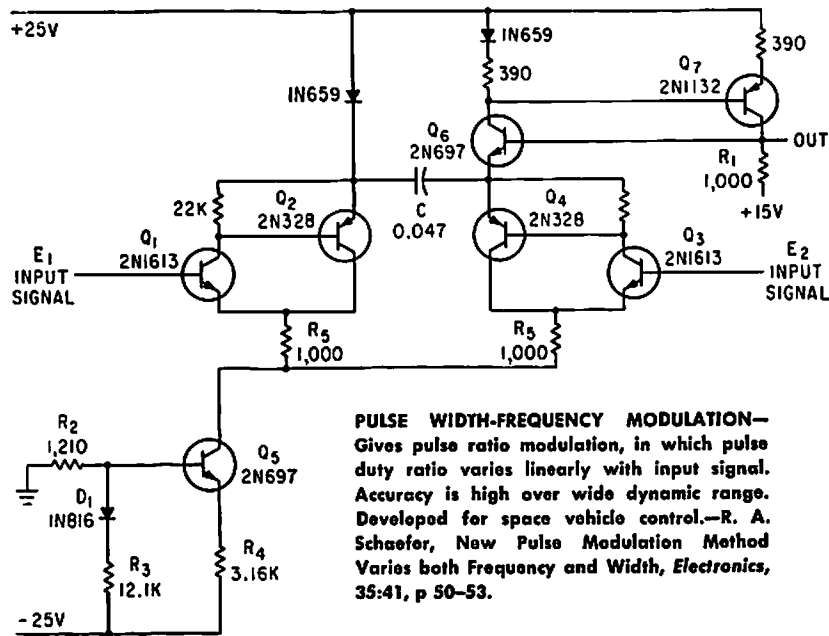 +25V
1N659
390
390
Q7
2N1132
1N659
Q6
2N697
OUT
R1
1,000
+15V
22K
Q2
2N328
C
0.047
Q4
2N328
Q1
2N1613
Q3
2N1613
E1
INPUT
SIGNAL
E2
INPUT
SIGNAL
R5
1,000
R5
1,000
R2
1,210
Q5
2N697
D1
1N816
R3
12.1K
R4
3.16K
-25V
PULSE WIDTH-FREQUENCY MODULATION—
Gives pulse ratio modulation, in which pulse
duty ratio varies linearly with input signal.
Accuracy is high over wide dynamic range.
Developed for space vehicle control.—R. A.
Schaefer, New Pulse Modulation Method
Varies both Frequency and Width, Electronics,
35:41, p 50–53.